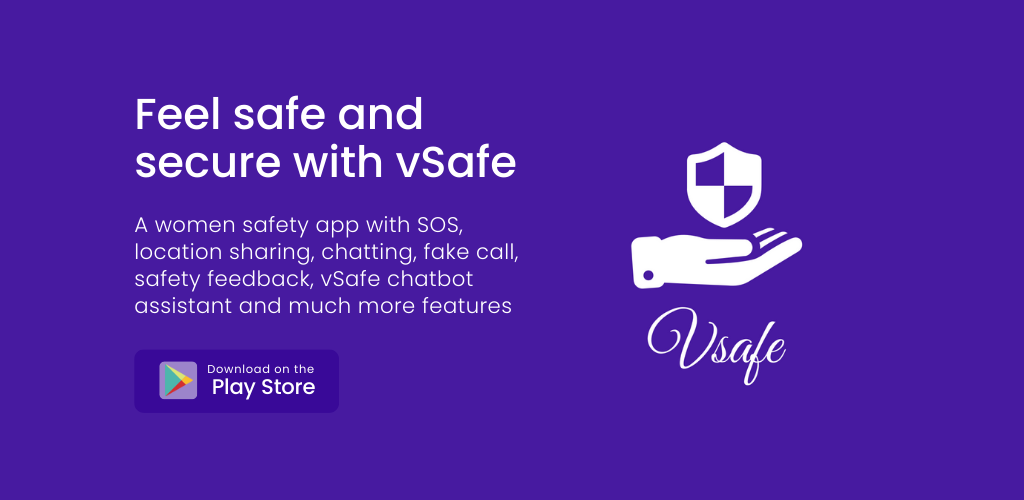 Feel safe and
secure with vSafe
A women safety app with SOS,
location sharing, chatting, fake call,
safety feedback, vSafe chatbot
assistant and much more features
Download on the
Play Store
Vsafe